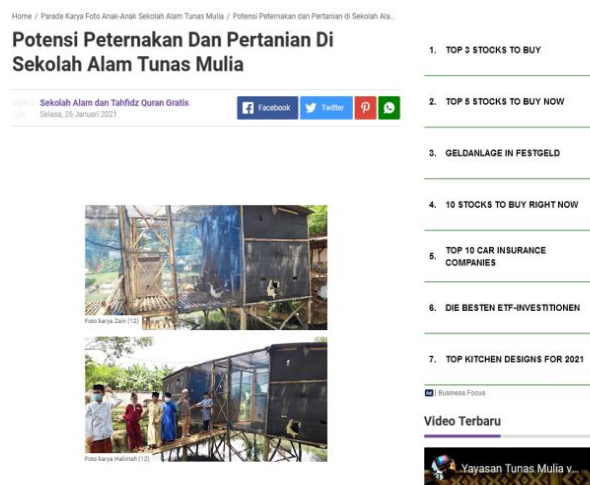 Home / Parade Karya Foto Anak-Anak Sekolah Alam Tunas Mulia / Potensi Peternakan dan Pertanian di Sekolah Ala...
Potensi Peternakan Dan Pertanian Di
Sekolah Alam Tunas Mulia
Sekolah Alam dan Tahfidz Quran Gratis
Selasa, 26 Januari 2021
Facebook
Twitter
Foto karya Zain (12)
Foto karya Halimah (12)
1. TOP 3 STOCKS TO BUY
2. TOP 5 STOCKS TO BUY NOW
3. GELDANLAGE IN FESTGELD
4. 10 STOCKS TO BUY RIGHT NOW
5. TOP 10 CAR INSURANCE
COMPANIES
6. DIE BESTEN ETF-INVESTITIONEN
7. TOP KITCHEN DESIGNS FOR 2021
Ad | Business Focus
Video Terbaru
Yayasan Tunas Mulia v...